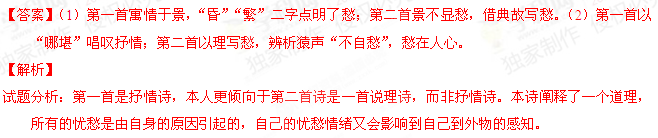 【答案】（1）第一首寓情于景，“昏”“繁”二字点明了愁；第二首景不显愁，借典故写愁。（2）第一首以
“哪堪”唱叹抒情；第二首以理写愁，辨析猿声“不自愁”，愁在人心。
【解析】
试题分析：第一首是抒情诗，本人更倾向于第二首诗是一首说理诗，而非抒情诗。本诗阐释了一个道理，
所有的忧愁是由自身的原因引起的，自己的忧愁情绪又会影响到自己到外物的感知。